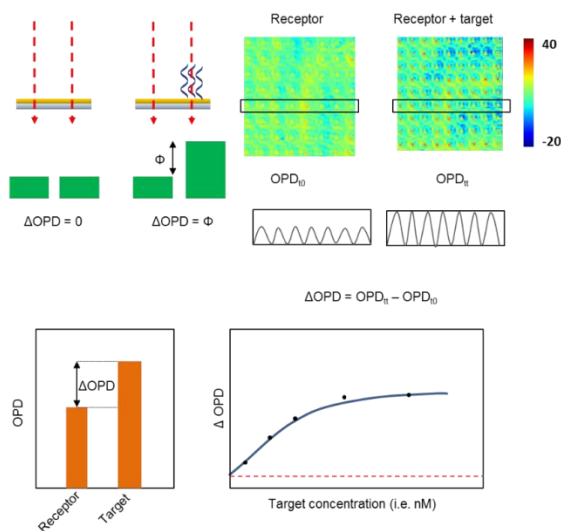 Receptor
Receptor + target
40
-20
Φ
ΔOPD = 0
ΔOPD = Φ
OPDt0
OPDtt
ΔOPD = OPDtt – OPDt0
OPD
ΔOPD
Receptor
Target
Δ OPD
Target concentration (i.e. nM)